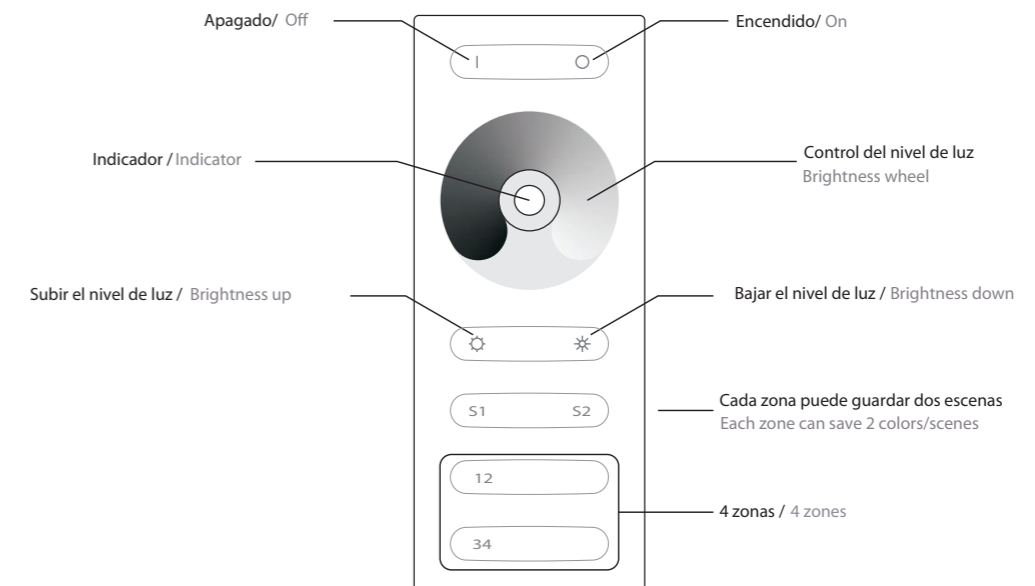 Apagado/ Off
Encendido/ On
I O
Indicador / Indicator
Control del nivel de luz
Brightness wheel
Subir el nivel de luz / Brightness up
Bajar el nivel de luz / Brightness down
S1 S2
Cada zona puede guardar dos escenas
Each zone can save 2 colors/scenes
12
4 zonas / 4 zones
34